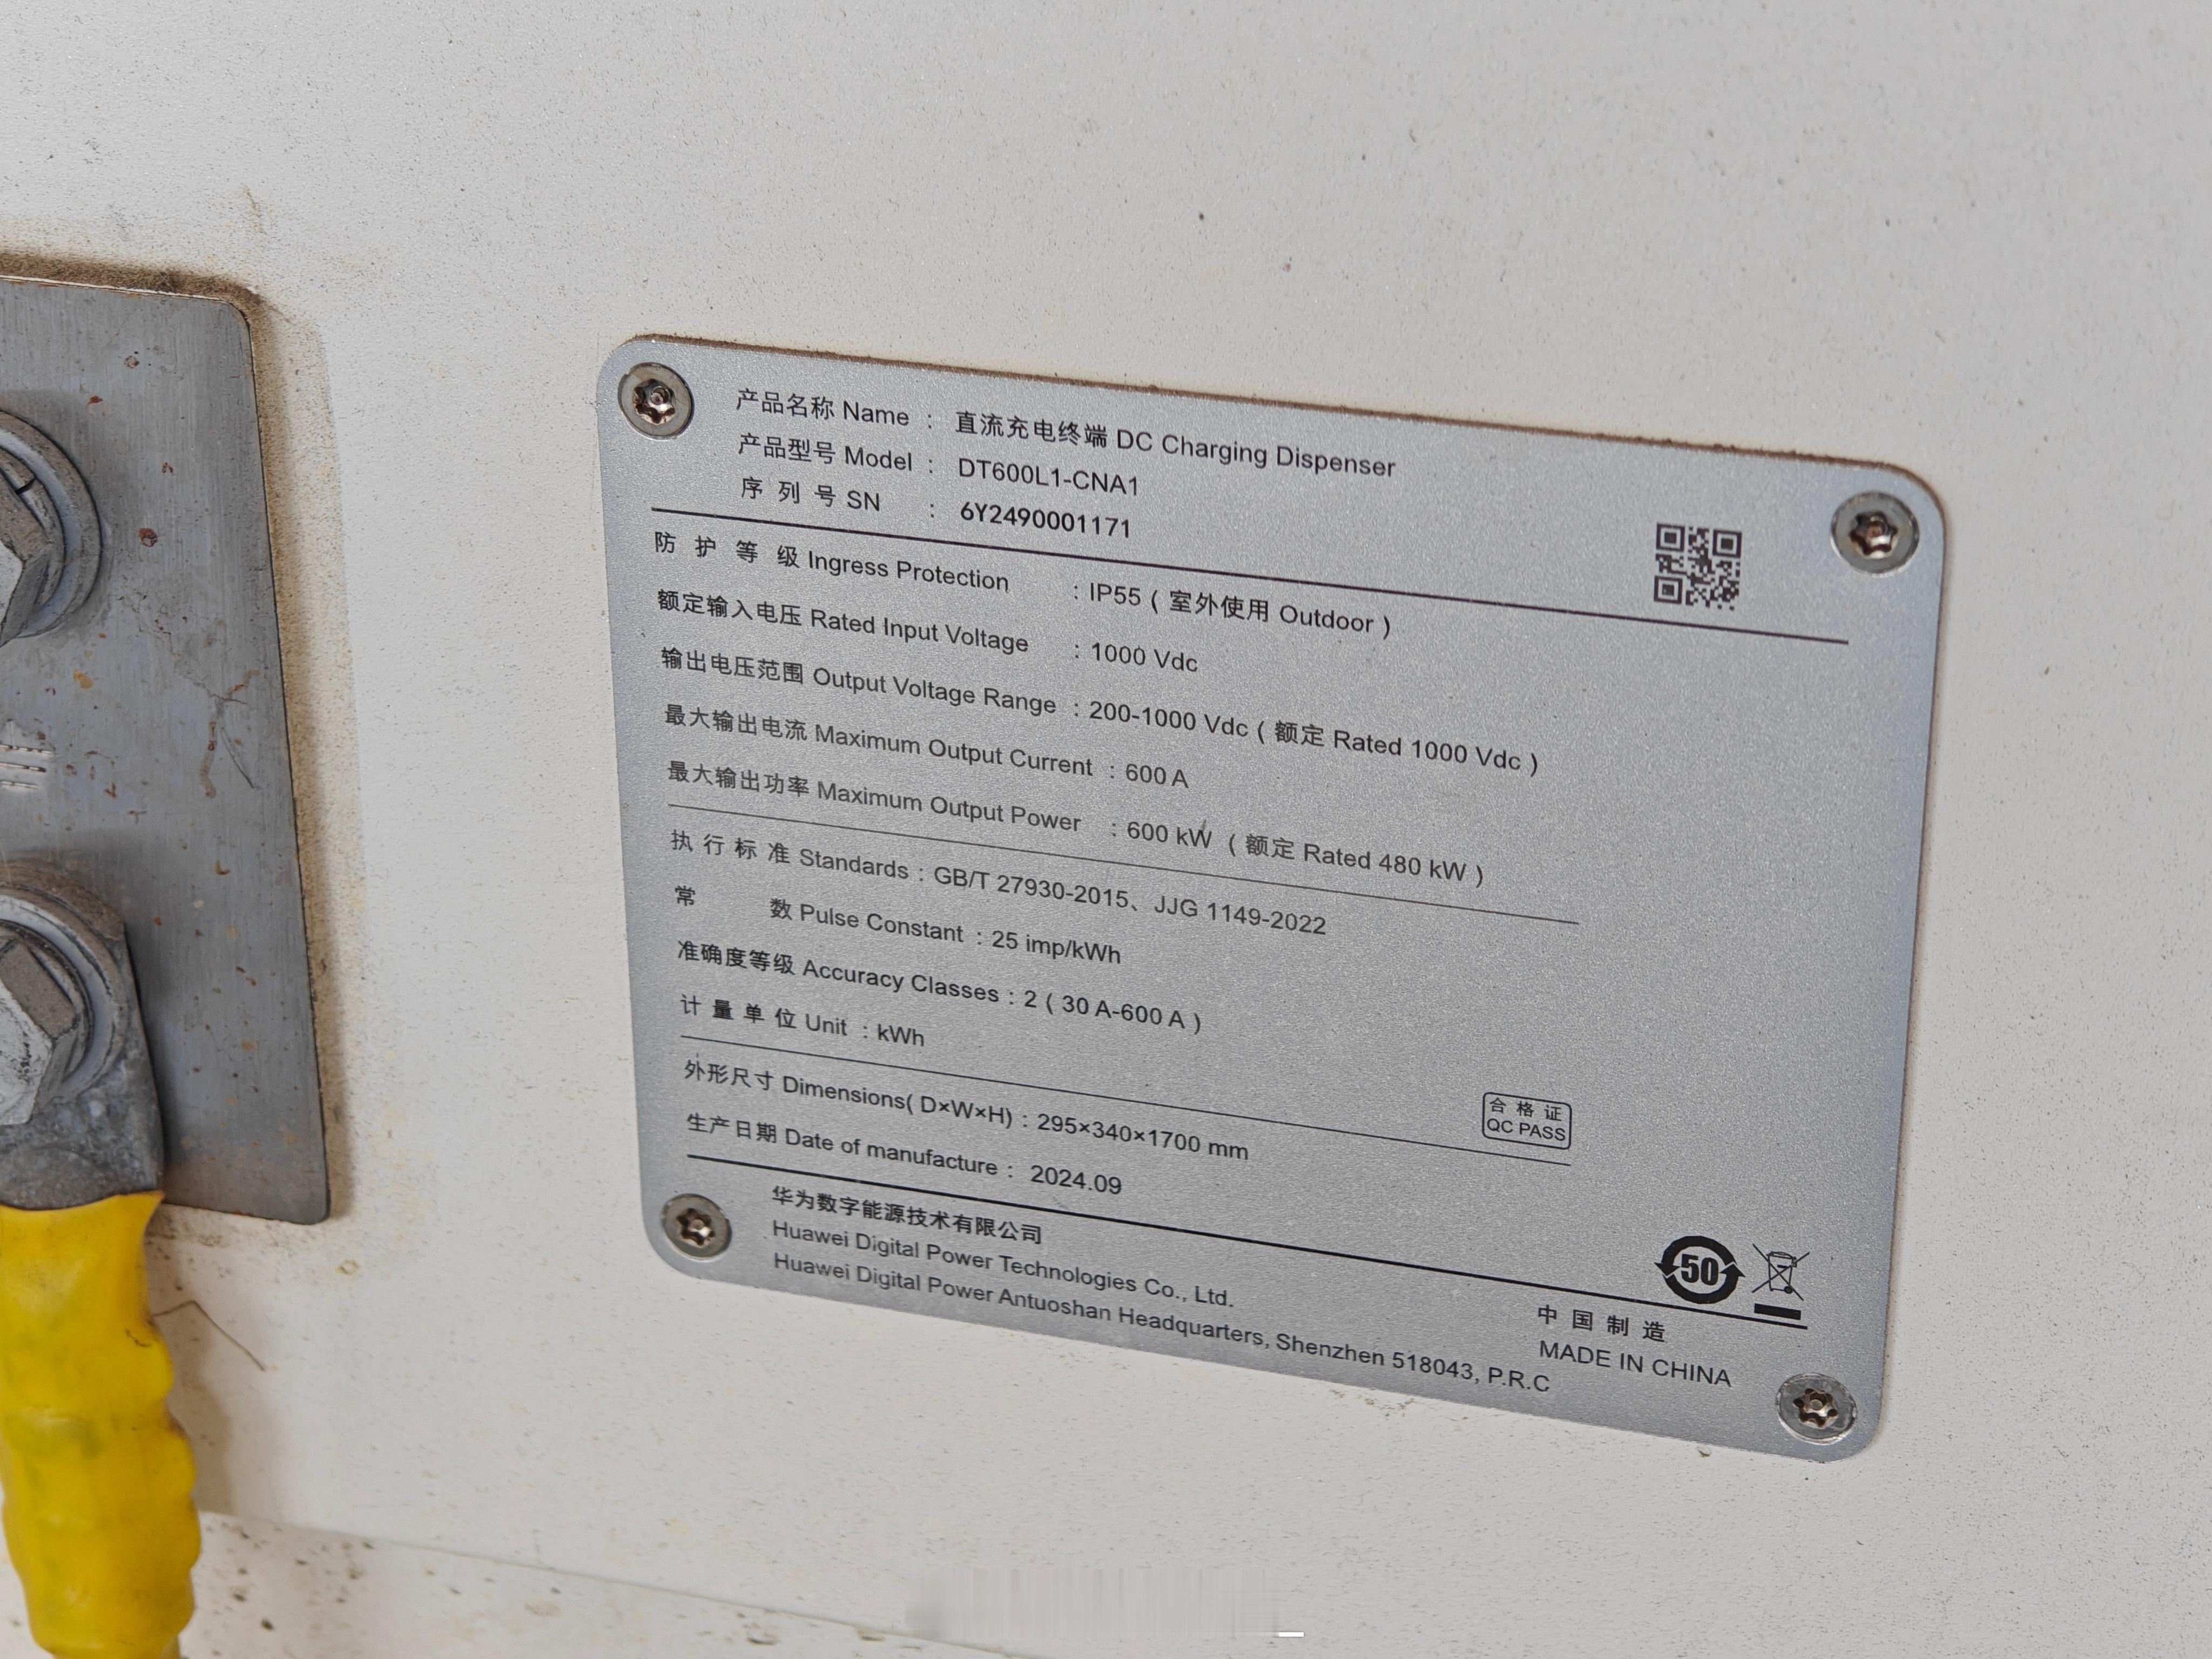 产品名称 Name : 直流充电终端 DC Charging Dispenser
产品型号 Model : DT600L1-CNA1
序列号 SN : 6Y2490001171
防护等级 Ingress Protection : IP55 ( 室外使用 Outdoor )
额定输入电压 Rated Input Voltage : 1000 Vdc
输出电压范围 Output Voltage Range : 200-1000 Vdc ( 额定 Rated 1000 Vdc )
最大输出电流 Maximum Output Current : 600 A
最大输出功率 Maximum Output Power : 600 kW ( 额定 Rated 480 kW )
执行标准 Standards : GB/T 27930-2015、JJG 1149-2022
常数 Pulse Constant : 25 imp/kWh
准确度等级 Accuracy Classes : 2 ( 30 A-600 A )
计量单位 Unit : kWh
外形尺寸 Dimensions( D×W×H) : 295×340×1700 mm
生产日期 Date of manufacture : 2024.09
合格证
QC PASS
华为数字能源技术有限公司
Huawei Digital Power Technologies Co., Ltd.
Huawei Digital Power Antuoshan Headquarters, Shenzhen 518043, P.R.C
50
中国制造
MADE IN CHINA